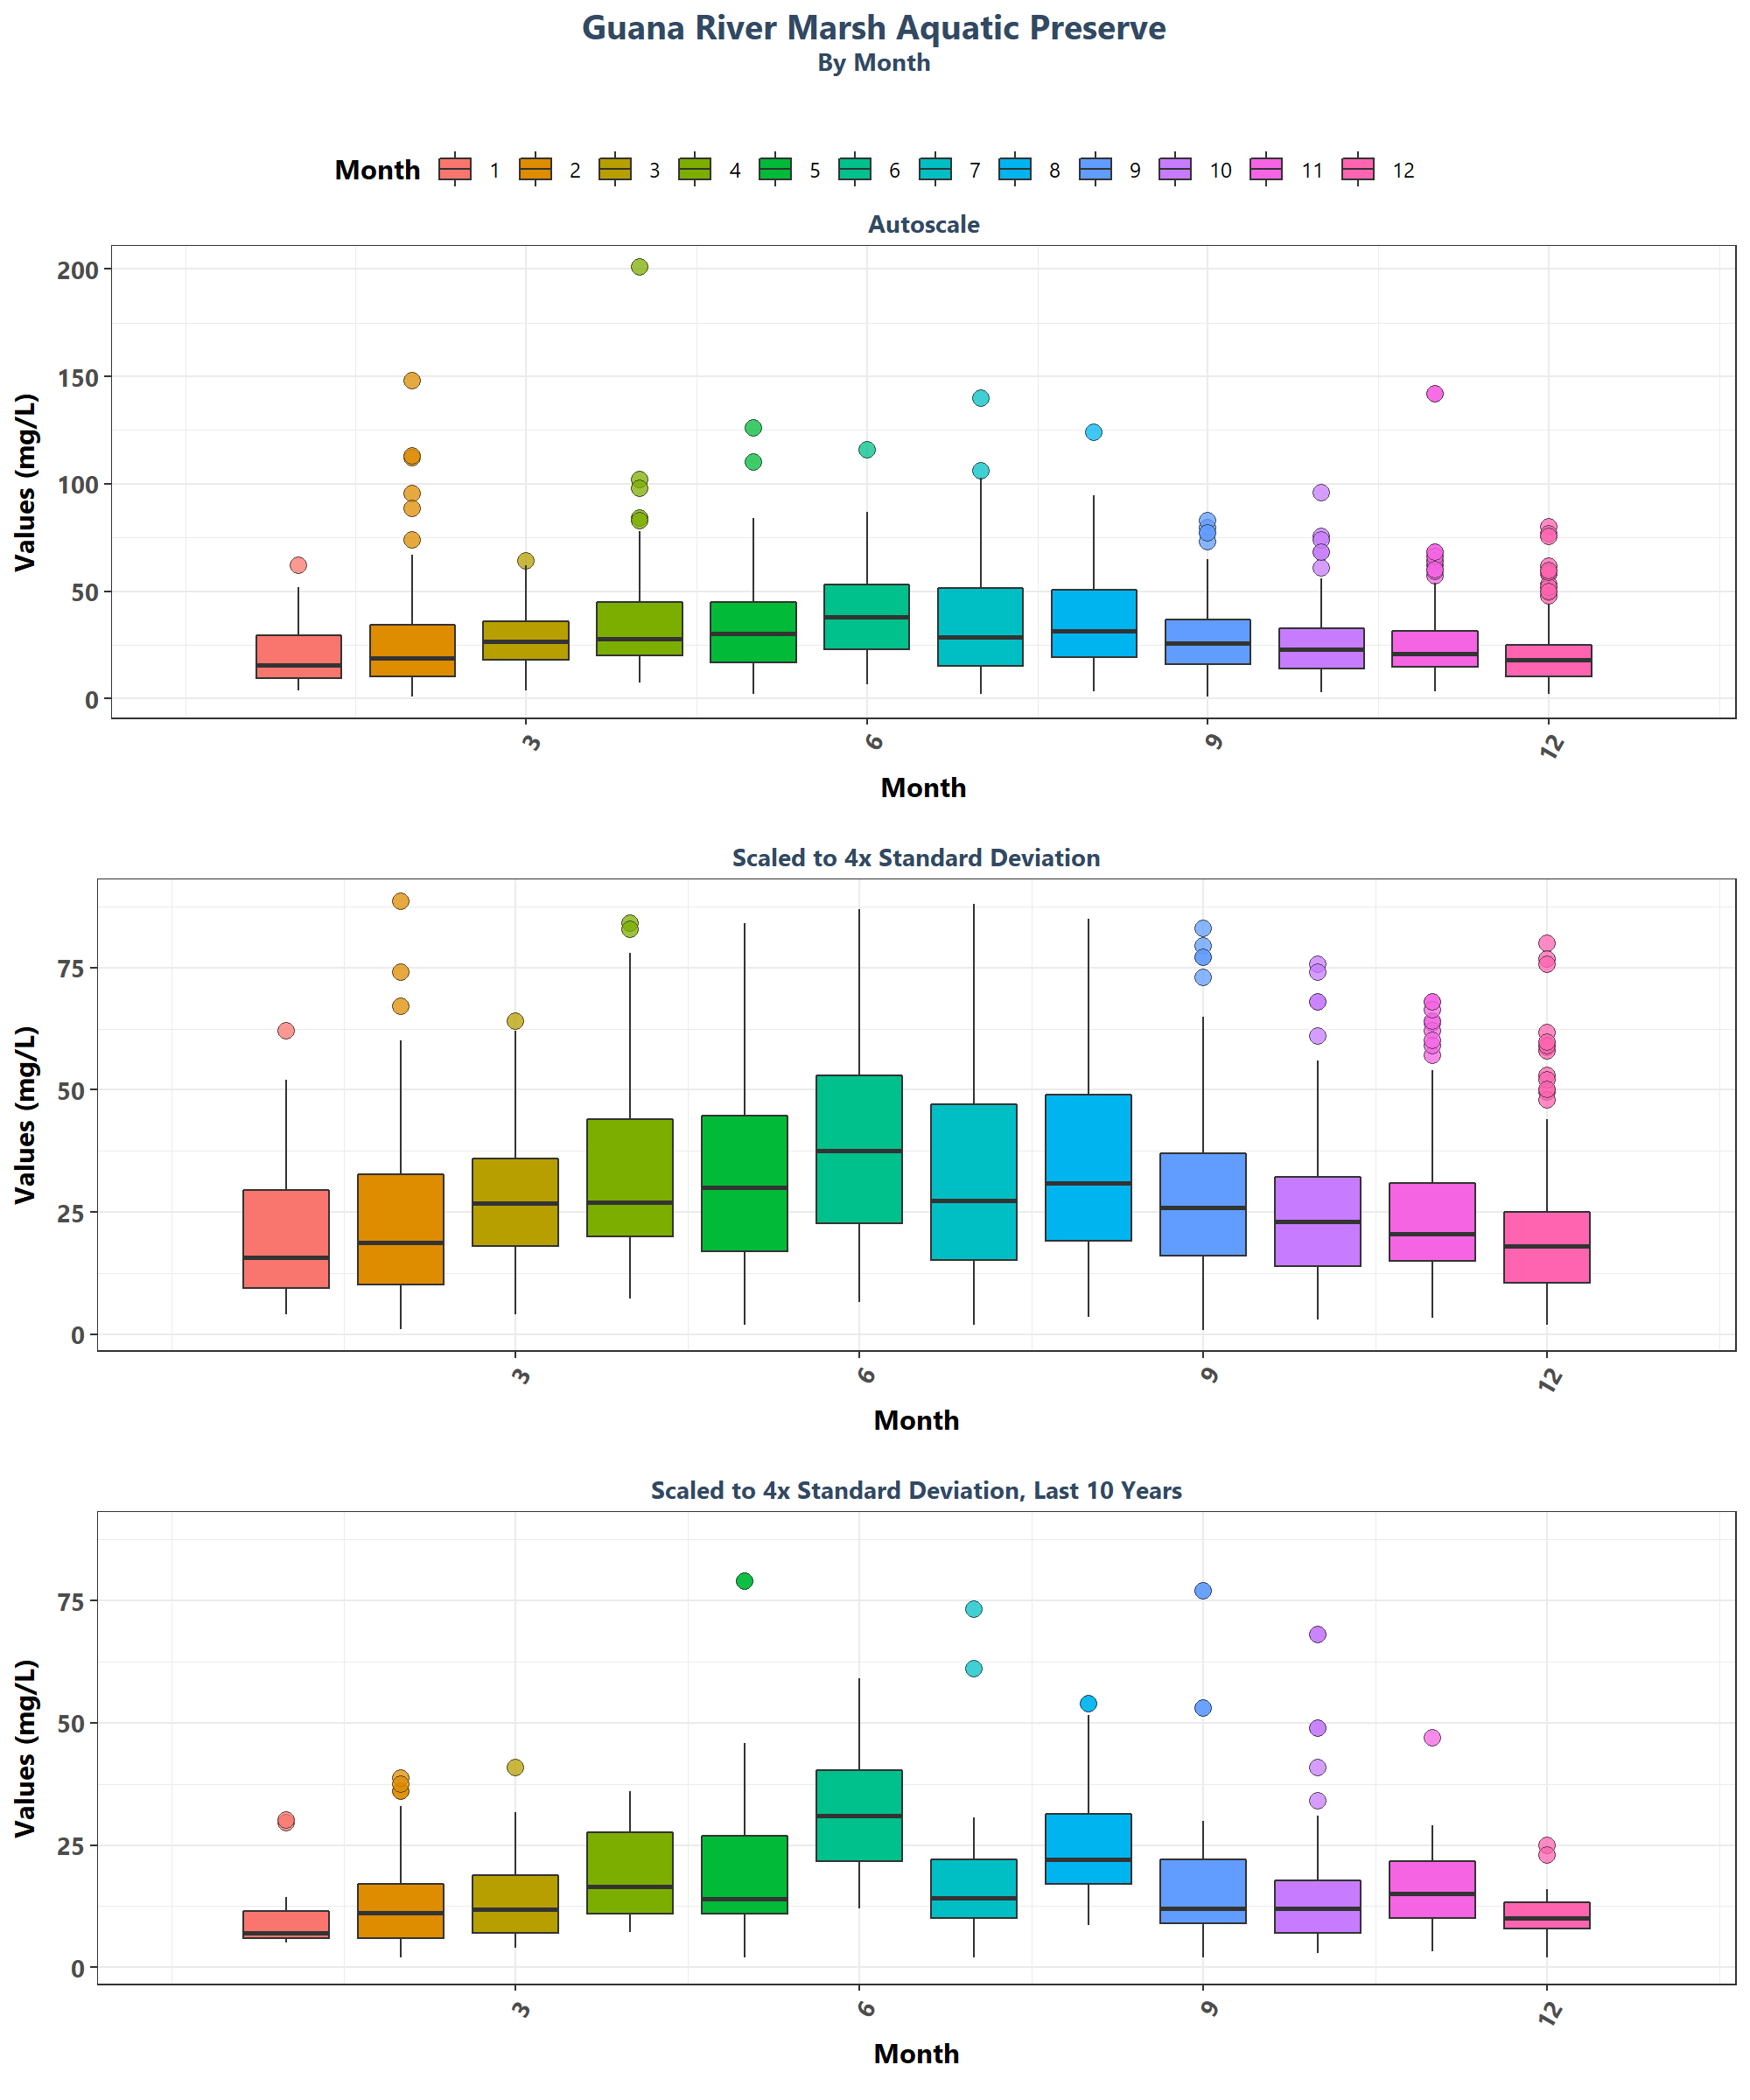 Guana River Marsh Aquatic Preserve
By Month
Month 1 2 3 4 5 6 7 8 9 10 11 12
Autoscale
Values (mg/L)
200
150
100
50
0
3 6 9 12
Month
Scaled to 4x Standard Deviation
Values (mg/L)
75
50
25
0
3 6 9 12
Month
Scaled to 4x Standard Deviation, Last 10 Years
Values (mg/L)
75
50
25
0
3 6 9 12
Month